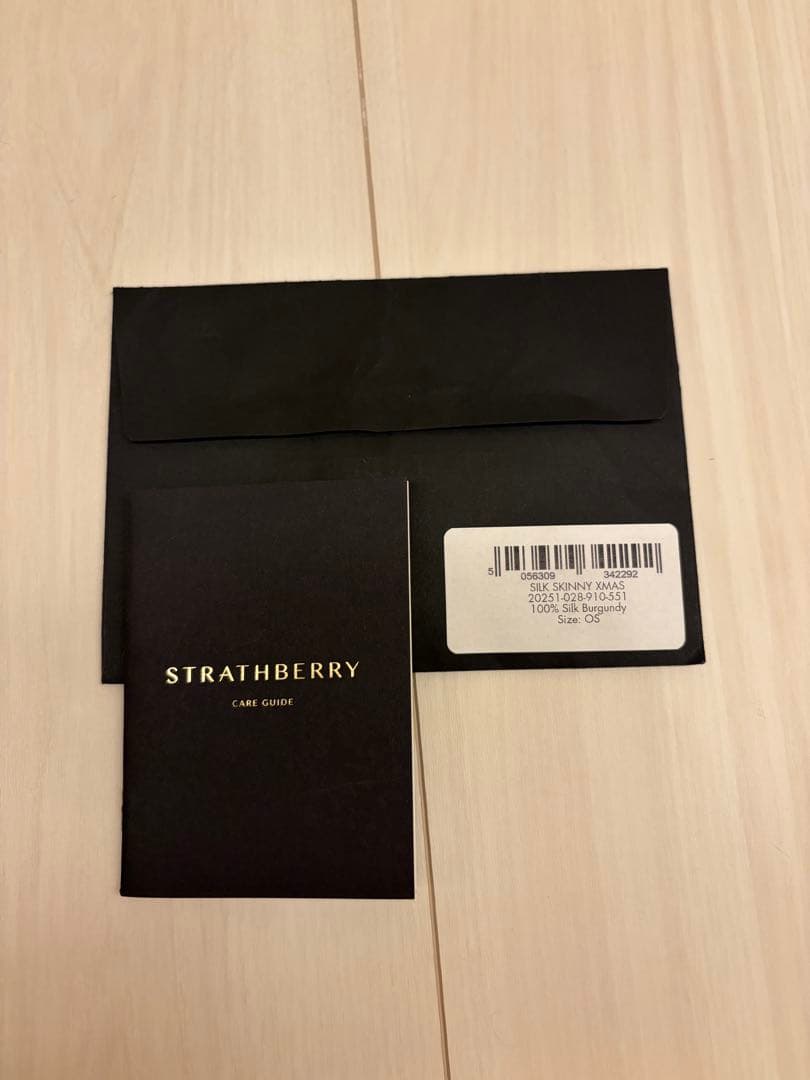 5 056309 342292
SILK SKINNY XMAS
20251-028-910-551
100% Silk Burgundy
Size: OS
STRATHBERRY
CARE GUIDE